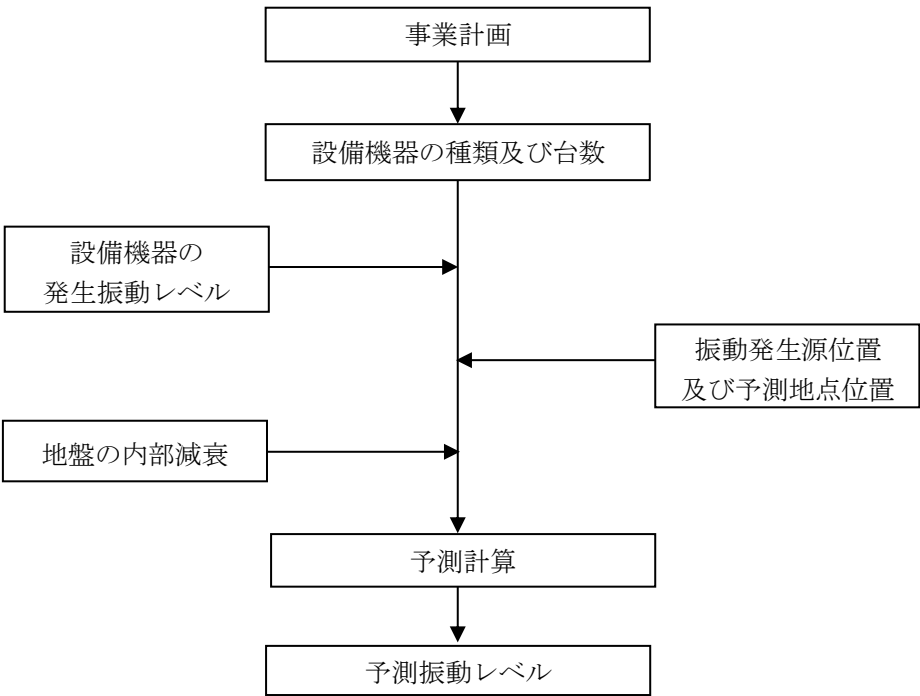 事業計画
設備機器の種類及び台数
設備機器の
発生振動レベル
振動発生源位置
及び予測地点位置
地盤の内部減衰
予測計算
予測振動レベル